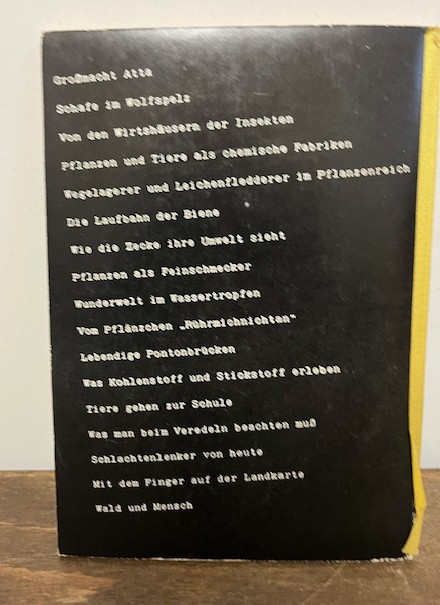 Großmacht Atta
Schafe im Wolfspelz
Von den Wirtshäusern der Insekten
Pflanzen und Tiere als chemische Fabriken
Wegelagerer und Leichenfledderer im Pflanzenreich
Die Laufbahn der Biene
Wie die Zecke ihre Umwelt sieht
Pflanzen als Feinschmecker
Wunderwelt im Wassertropfen
Vom Pflänzchen „Rührmichnichtan"
Lebendige Pontonbrücken
Was Kohlenstoff und Stickstoff erleben
Tiere gehen zur Schule
Was man beim Veredeln beachten muß
Schlachtenlenker von heute
Mit dem Finger auf der Landkarte
Wald und Mensch